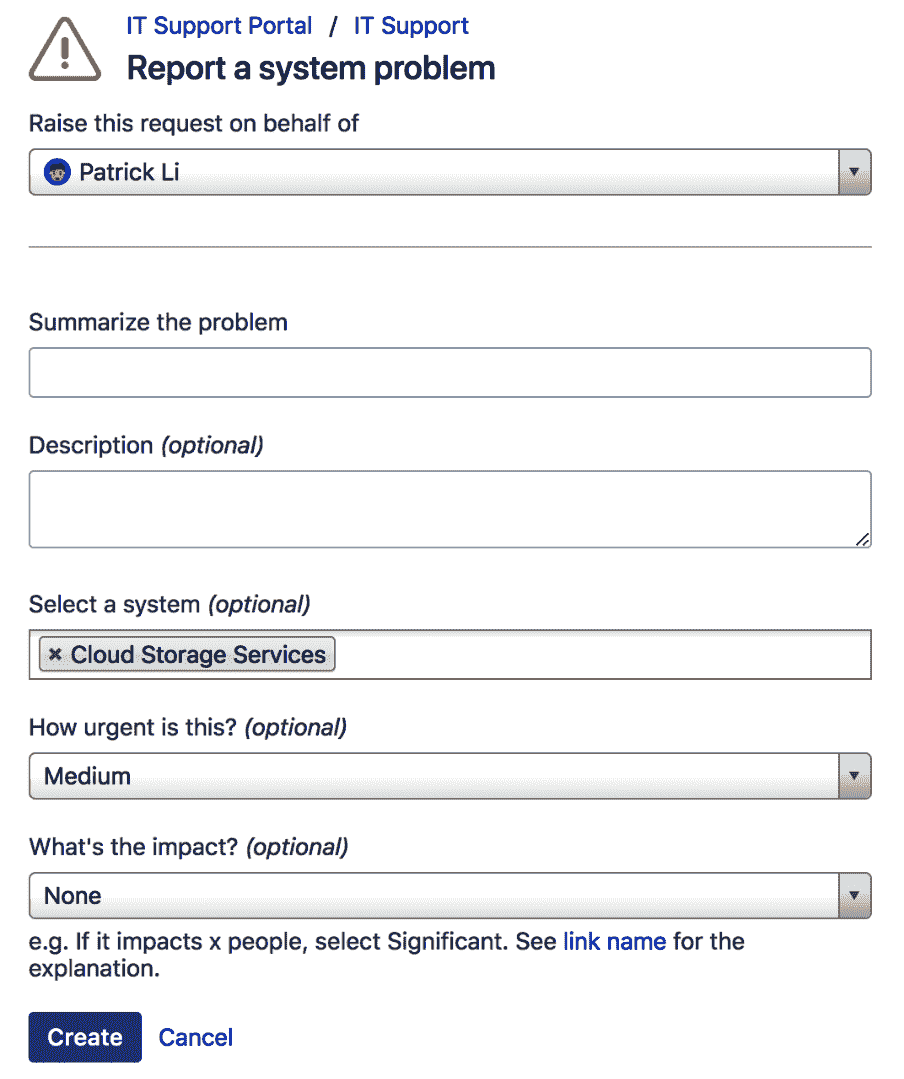 IT Support Portal / IT Support
Report a system problem
Raise this request on behalf of
Patrick Li
Summarize the problem
Description (optional)
Select a system (optional)
× Cloud Storage Services
How urgent is this? (optional)
Medium
What's the impact? (optional)
None
e.g. If it impacts x people, select Significant. See link name for the
explanation.
Create Cancel